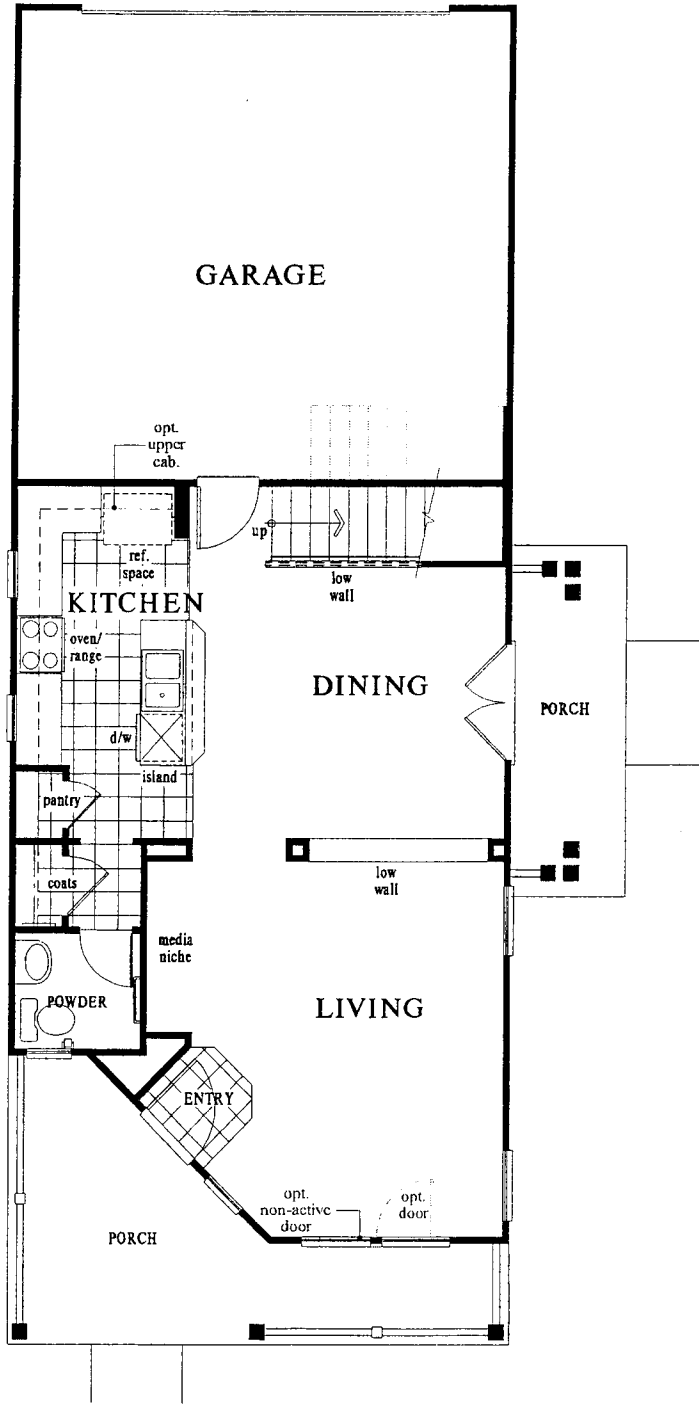 GARAGE
opt.
upper
cab.
up
ref.
space
low
wall
KITCHEN
oven/
range
DINING
PORCH
d/w
island
pantry
low
wall
coats
media
niche
POWDER
LIVING
ENTRY
opt.
non-active
door
opt.
door
PORCH